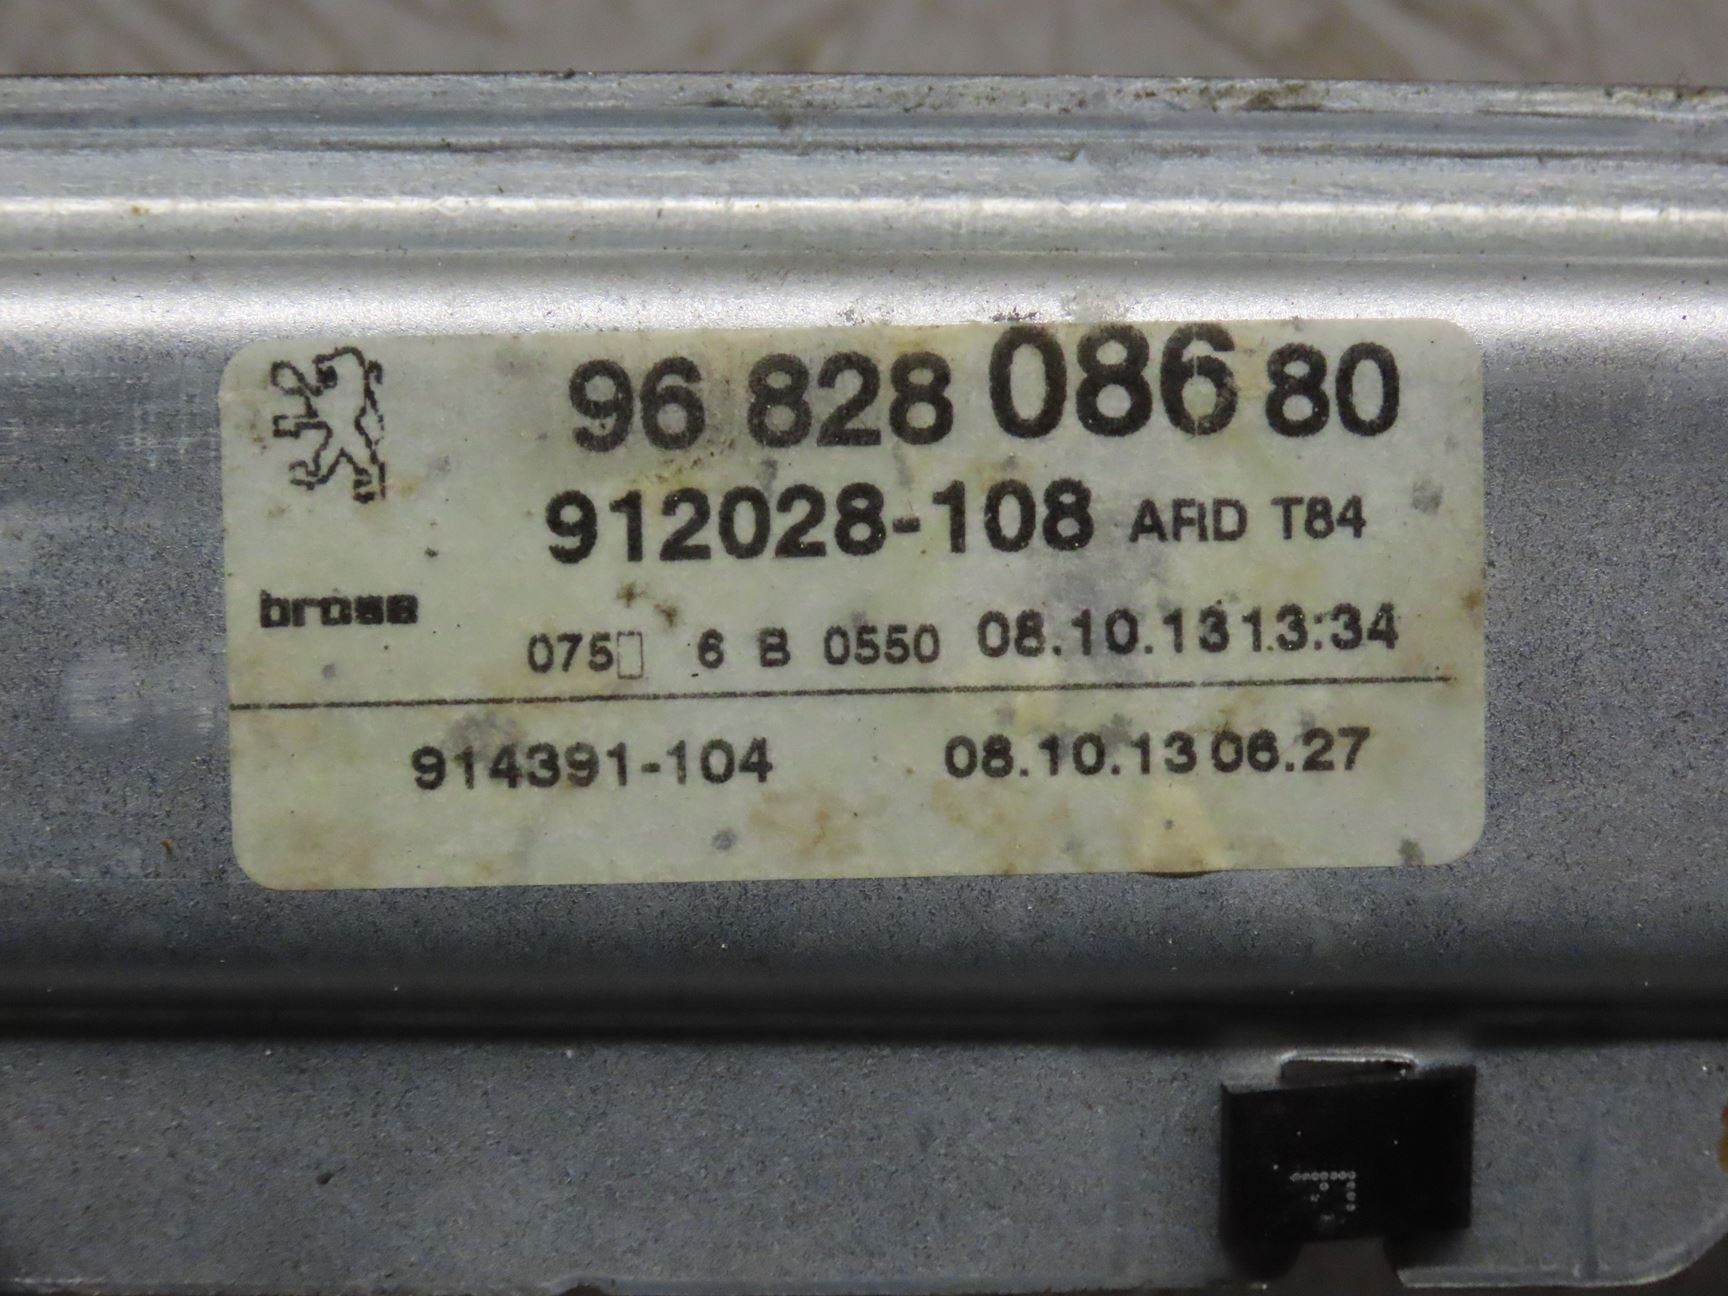 96 828 086 80
912028-108 AFID T84
brose
075▯ 6 B 0550 08.10.13 13:34
914391-104 08.10.13 06.27